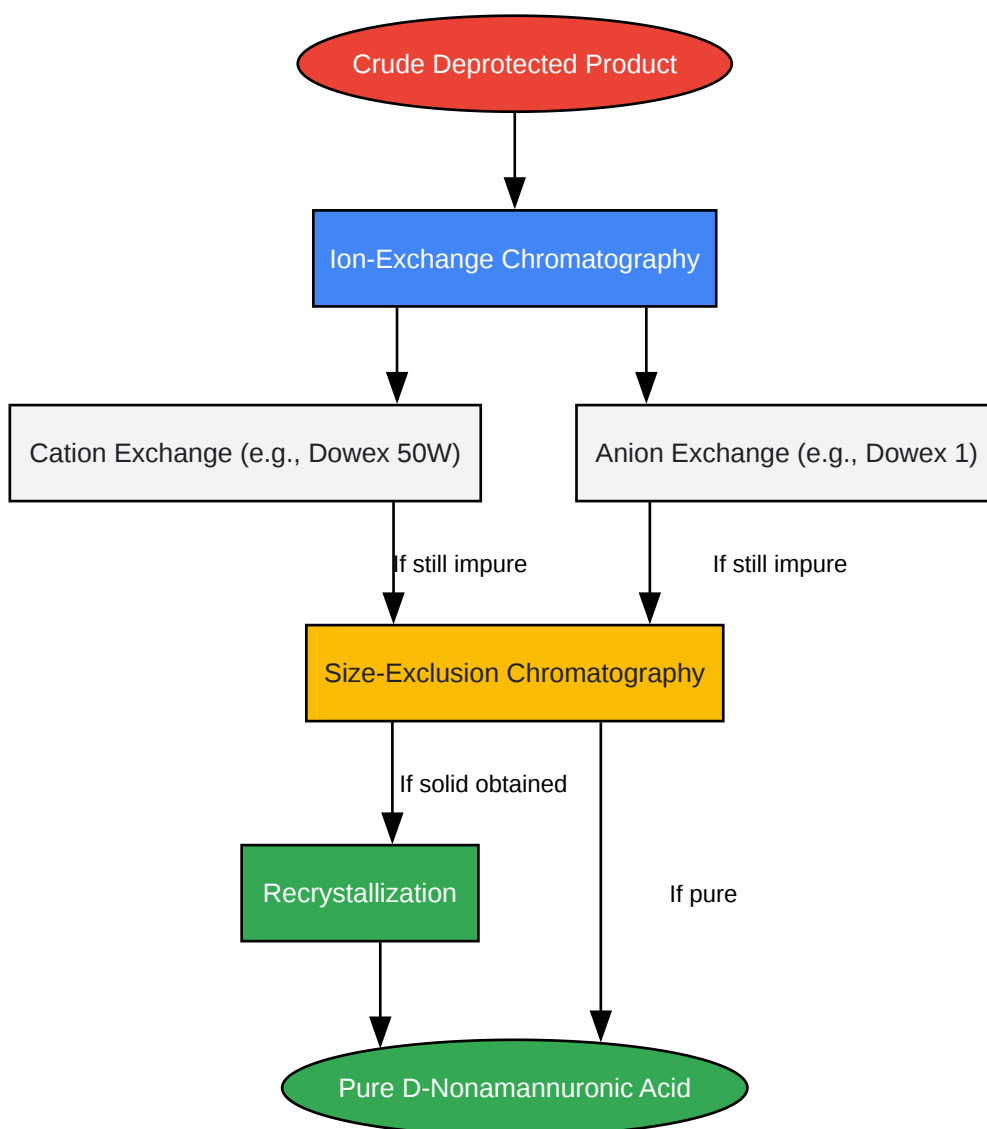 Crude Deprotected Product
Ion-Exchange Chromatography
Cation Exchange (e.g., Dowex 50W)
Anion Exchange (e.g., Dowex 1)
If still impure
If still impure
Size-Exclusion Chromatography
If solid obtained
Recrystallization
If pure
Pure D-Nonamannuronic Acid